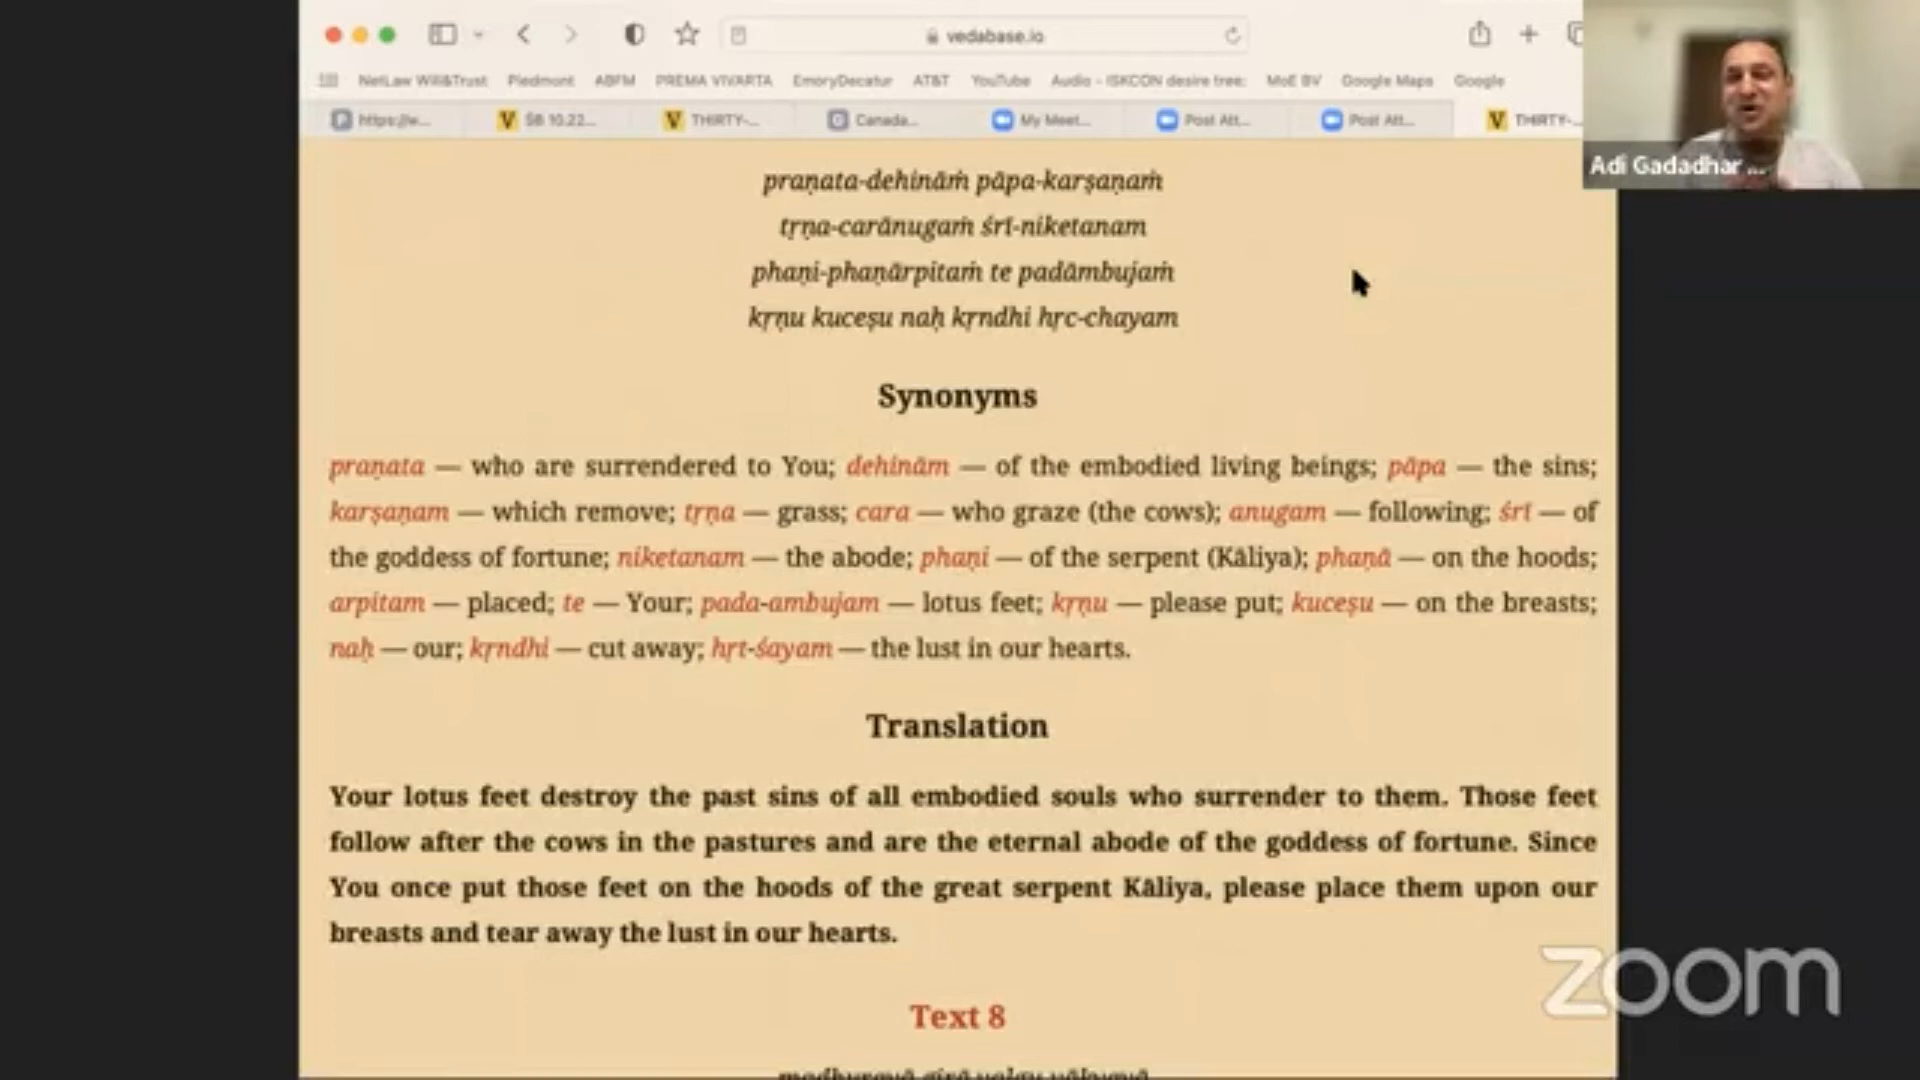 vedabase.io
NetLaw Will&Trust Piedmont ABFM PREMA VIVARTA EmoryDecatur AT&T YouTube Audio - ISKCON desire tree: MoE BV Google Maps Google
https://w... SB 10.22... THIRTY-... Canada... My Meet... Post Att... Post Att... THIRTY-...
Adi Gadadhar ...
praṇata-dehināṁ pāpa-karṣaṇaṁ
tṛṇa-carānugaṁ śrī-niketanam
phaṇi-phaṇārpitaṁ te padāmbujaṁ
kṛṇu kuceṣu naḥ kṛndhi hṛc-chayam
Synonyms
praṇata — who are surrendered to You; dehinām — of the embodied living beings; pāpa — the sins;
karṣaṇam — which remove; tṛṇa — grass; cara — who graze (the cows); anugam — following; śrī — of
the goddess of fortune; niketanam — the abode; phaṇi — of the serpent (Kāliya); phaṇā — on the hoods;
arpitam — placed; te — Your; pada-ambujam — lotus feet; kṛṇu — please put; kuceṣu — on the breasts;
naḥ — our; kṛndhi — cut away; hṛt-śayam — the lust in our hearts.
Translation
Your lotus feet destroy the past sins of all embodied souls who surrender to them. Those feet
follow after the cows in the pastures and are the eternal abode of the goddess of fortune. Since
You once put those feet on the hoods of the great serpent Kāliya, please place them upon our
breasts and tear away the lust in our hearts.
zoom
Text 8